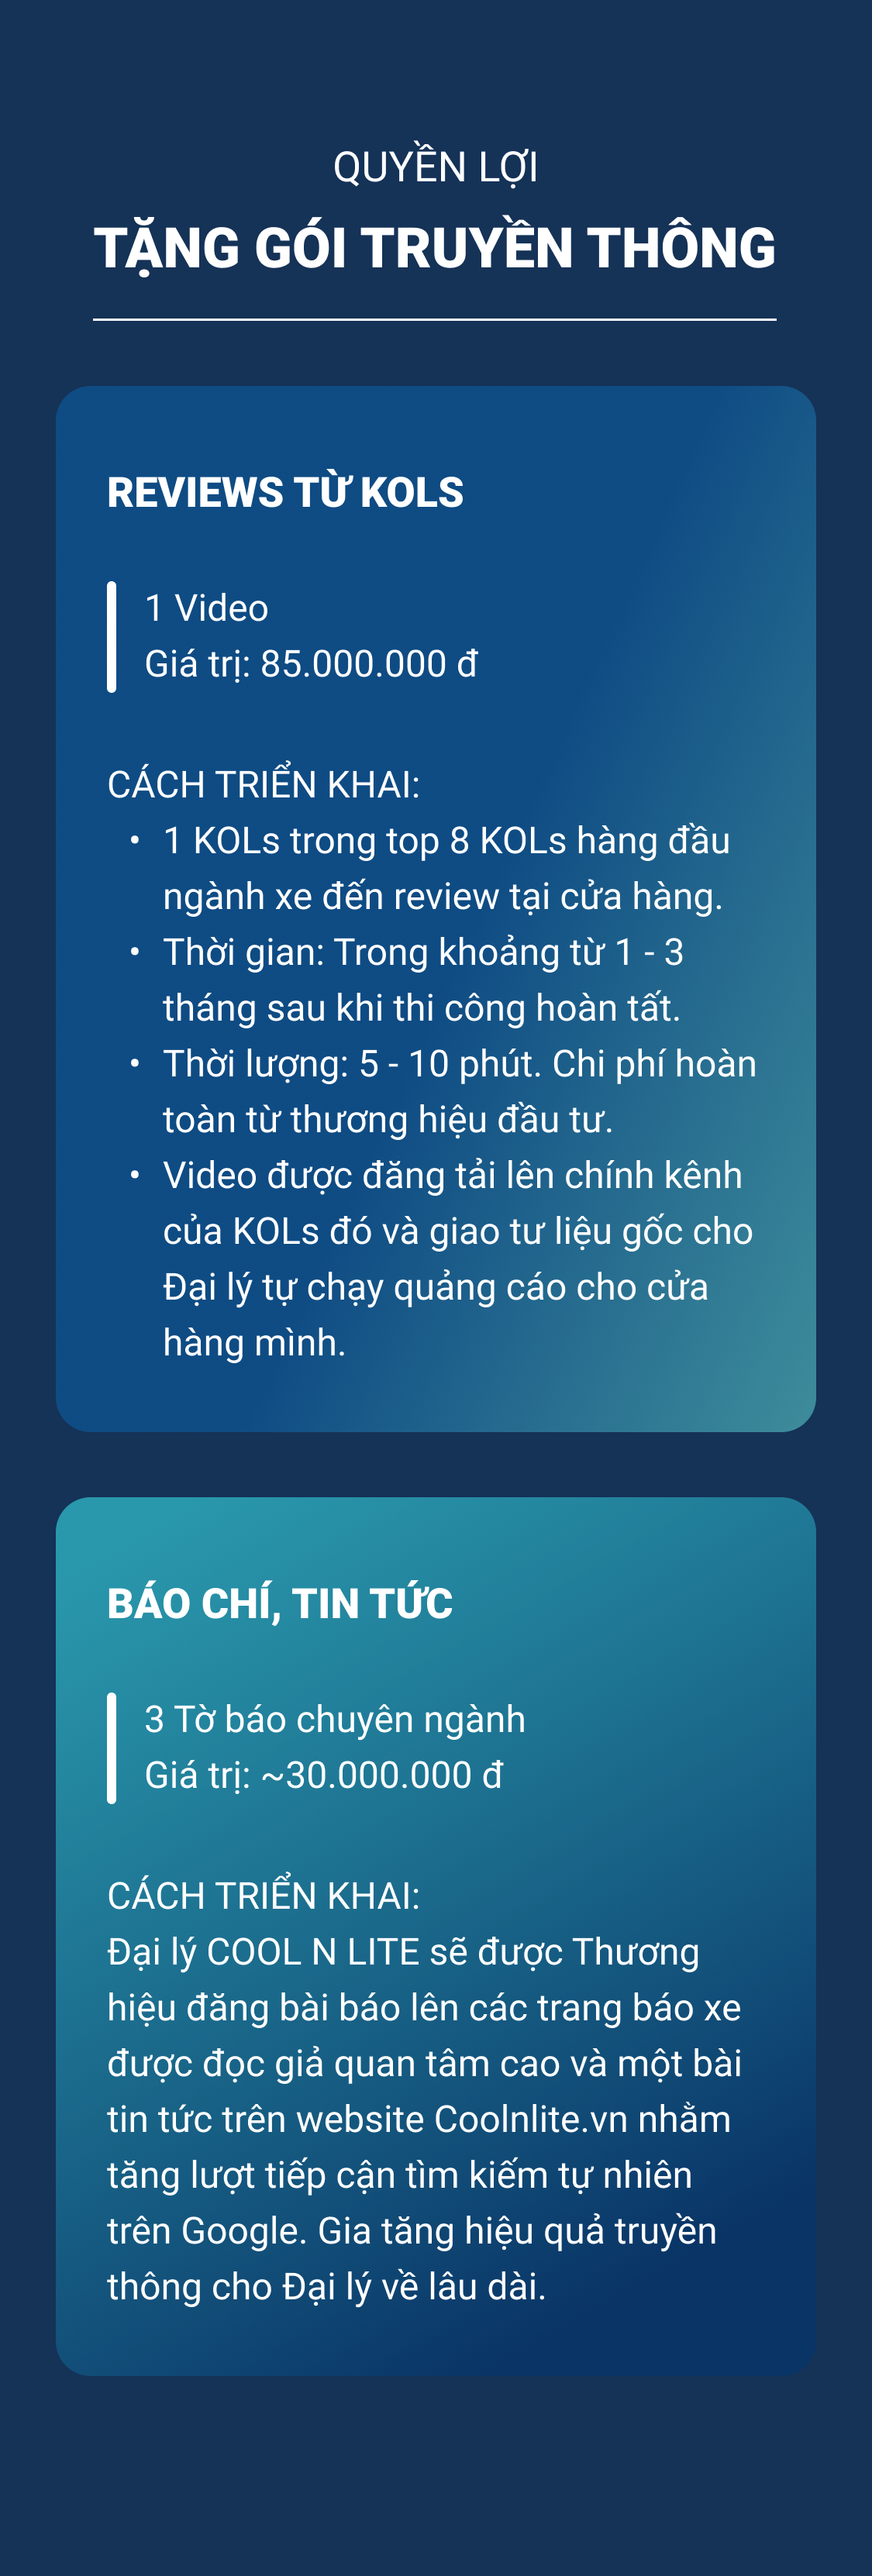 QUYỀN LỢI
TẶNG GÓI TRUYỀN THÔNG
REVIEWS TỪ KOLS
1 Video
Giá trị: 85.000.000 đ
CÁCH TRIỂN KHAI:
• 1 KOLs trong top 8 KOLs hàng đầu
ngành xe đến review tại cửa hàng.
• Thời gian: Trong khoảng từ 1 - 3
tháng sau khi thi công hoàn tất.
• Thời lượng: 5 - 10 phút. Chi phí hoàn
toàn từ thương hiệu đầu tư.
• Video được đăng tải lên chính kênh
của KOLs đó và giao tư liệu gốc cho
Đại lý tự chạy quảng cáo cho cửa
hàng mình.
BÁO CHÍ, TIN TỨC
3 Tờ báo chuyên ngành
Giá trị: ~30.000.000 đ
CÁCH TRIỂN KHAI:
Đại lý COOL N LITE sẽ được Thương
hiệu đăng bài báo lên các trang báo xe
được đọc giả quan tâm cao và một bài
tin tức trên website Coolnlite.vn nhằm
tăng lượt tiếp cận tìm kiếm tự nhiên
trên Google. Gia tăng hiệu quả truyền
thông cho Đại lý về lâu dài.